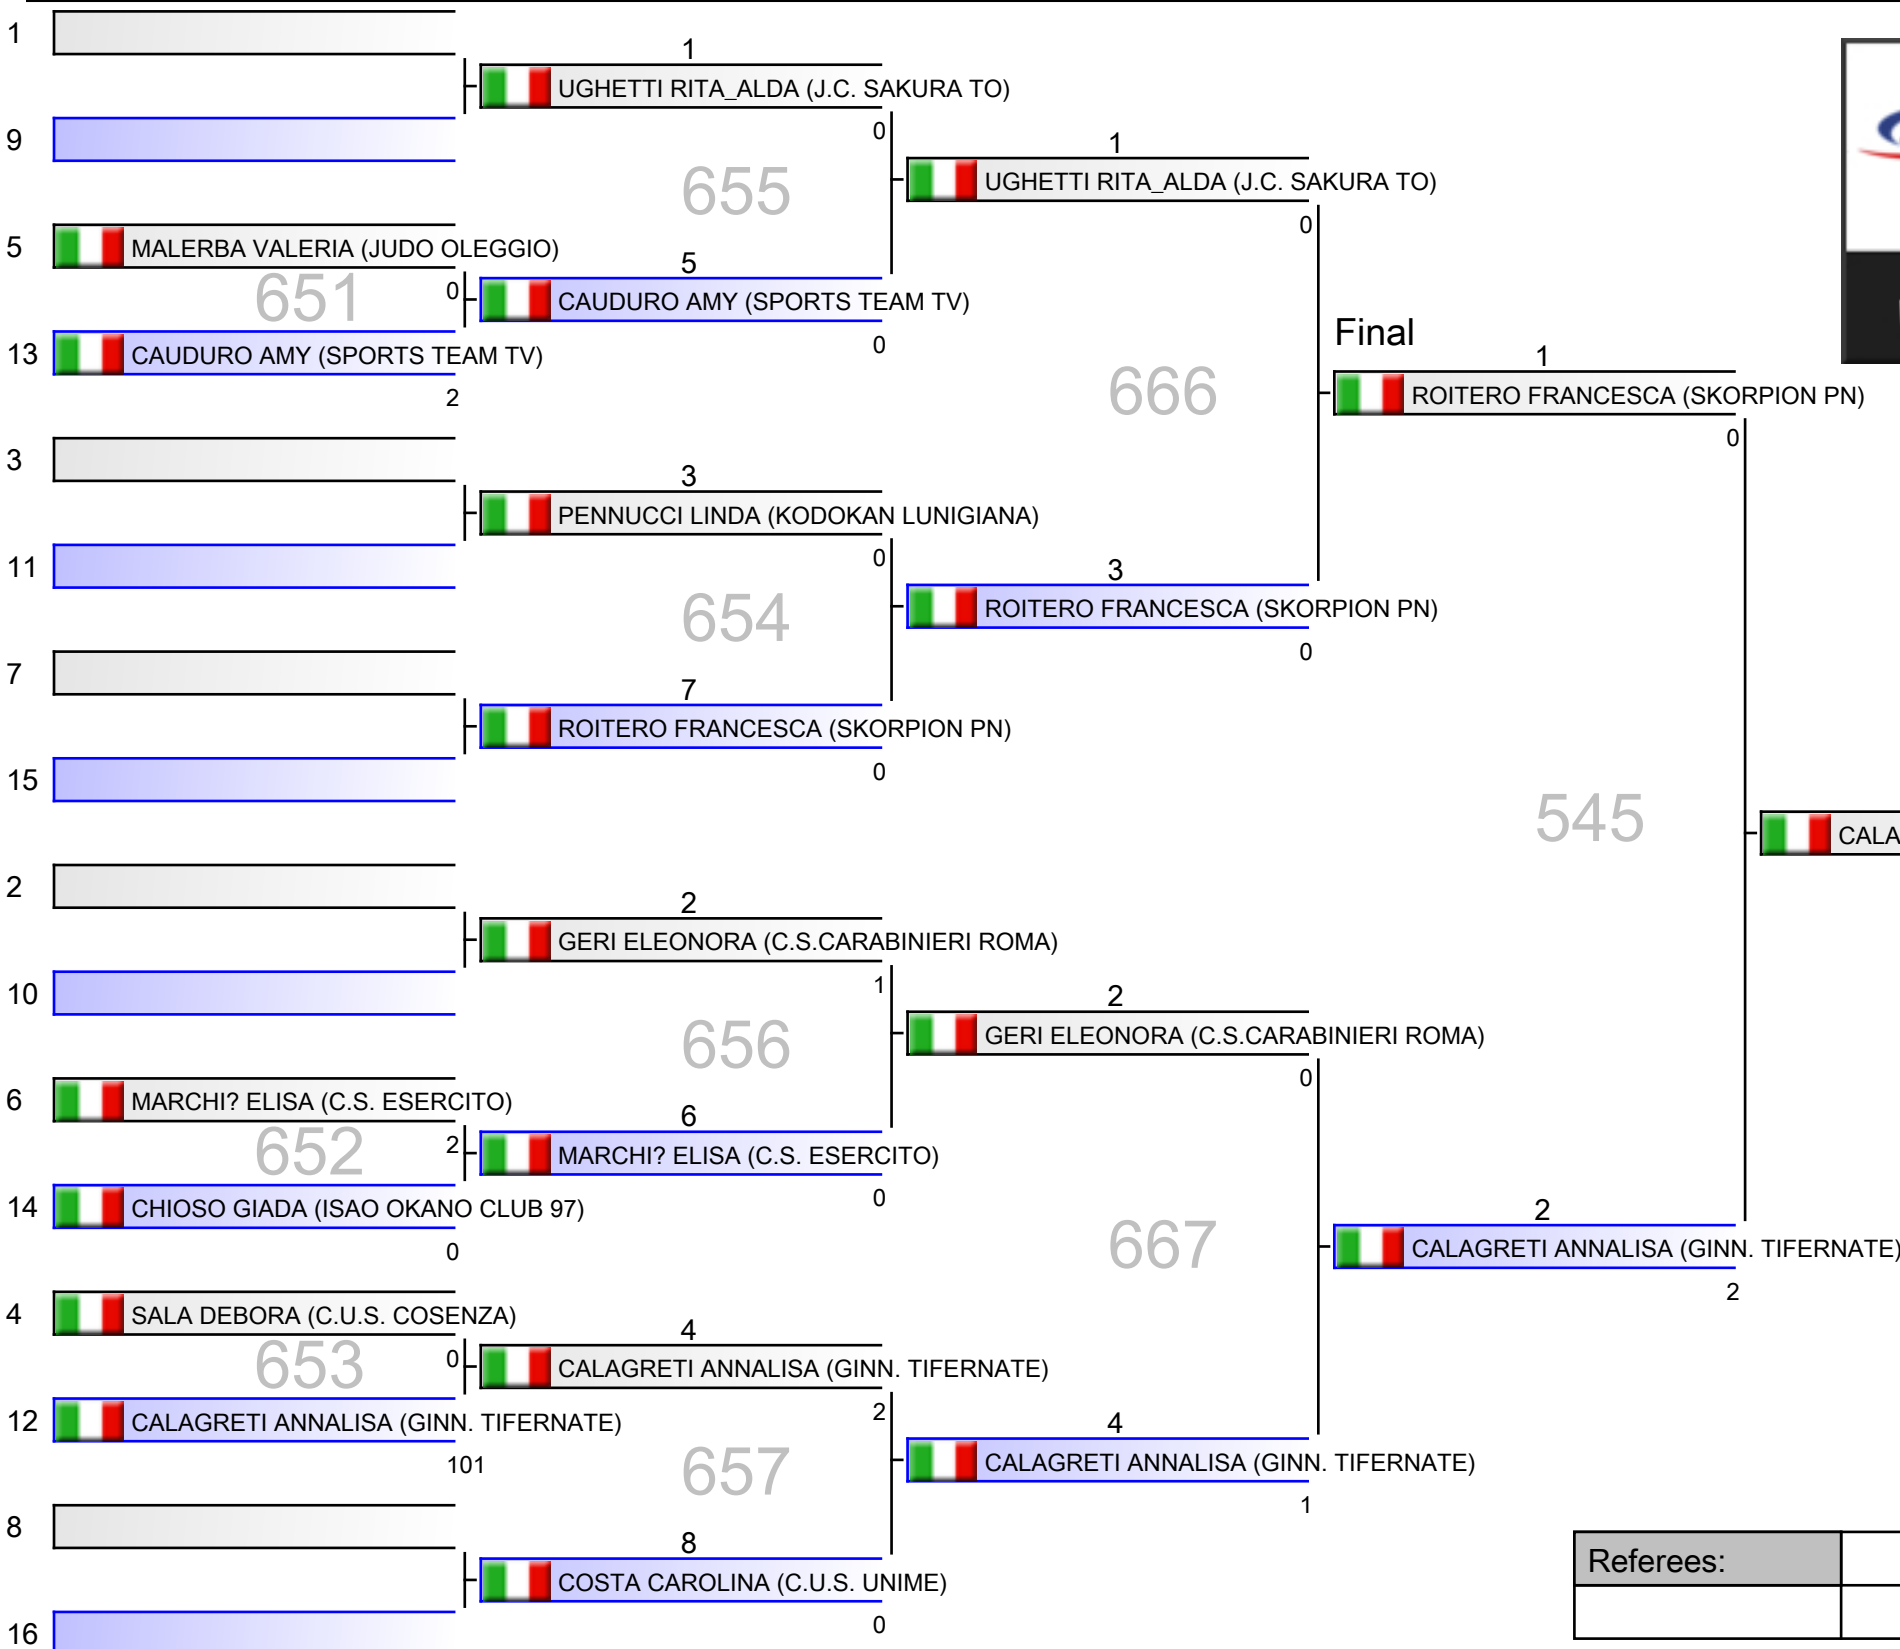 1
1
UGHETTI RITA_ALDA (J.C. SAKURA TO)
0
9
1
655
UGHETTI RITA_ALDA (J.C. SAKURA TO)
0
5
MALERBA VALERIA (JUDO OLEGGIO)
5
651
0
CAUDURO AMY (SPORTS TEAM TV)
0
13
CAUDURO AMY (SPORTS TEAM TV)
2
Final
1
666
ROITERO FRANCESCA (SKORPION PN)
0
3
3
PENNUCCI LINDA (KODOKAN LUNIGIANA)
0
11
3
654
ROITERO FRANCESCA (SKORPION PN)
0
7
7
ROITERO FRANCESCA (SKORPION PN)
0
15
545
CALA
2
2
GERI ELEONORA (C.S.CARABINIERI ROMA)
1
10
2
656
GERI ELEONORA (C.S.CARABINIERI ROMA)
0
6
MARCHI? ELISA (C.S. ESERCITO)
6
652
2
MARCHI? ELISA (C.S. ESERCITO)
0
14
CHIOSO GIADA (ISAO OKANO CLUB 97)
0
667
2
CALAGRETI ANNALISA (GINN. TIFERNATE)
2
4
SALA DEBORA (C.U.S. COSENZA)
4
653
0
CALAGRETI ANNALISA (GINN. TIFERNATE)
2
12
CALAGRETI ANNALISA (GINN. TIFERNATE)
101
4
657
CALAGRETI ANNALISA (GINN. TIFERNATE)
1
8
8
COSTA CAROLINA (C.U.S. UNIME)
0
16
Referees: